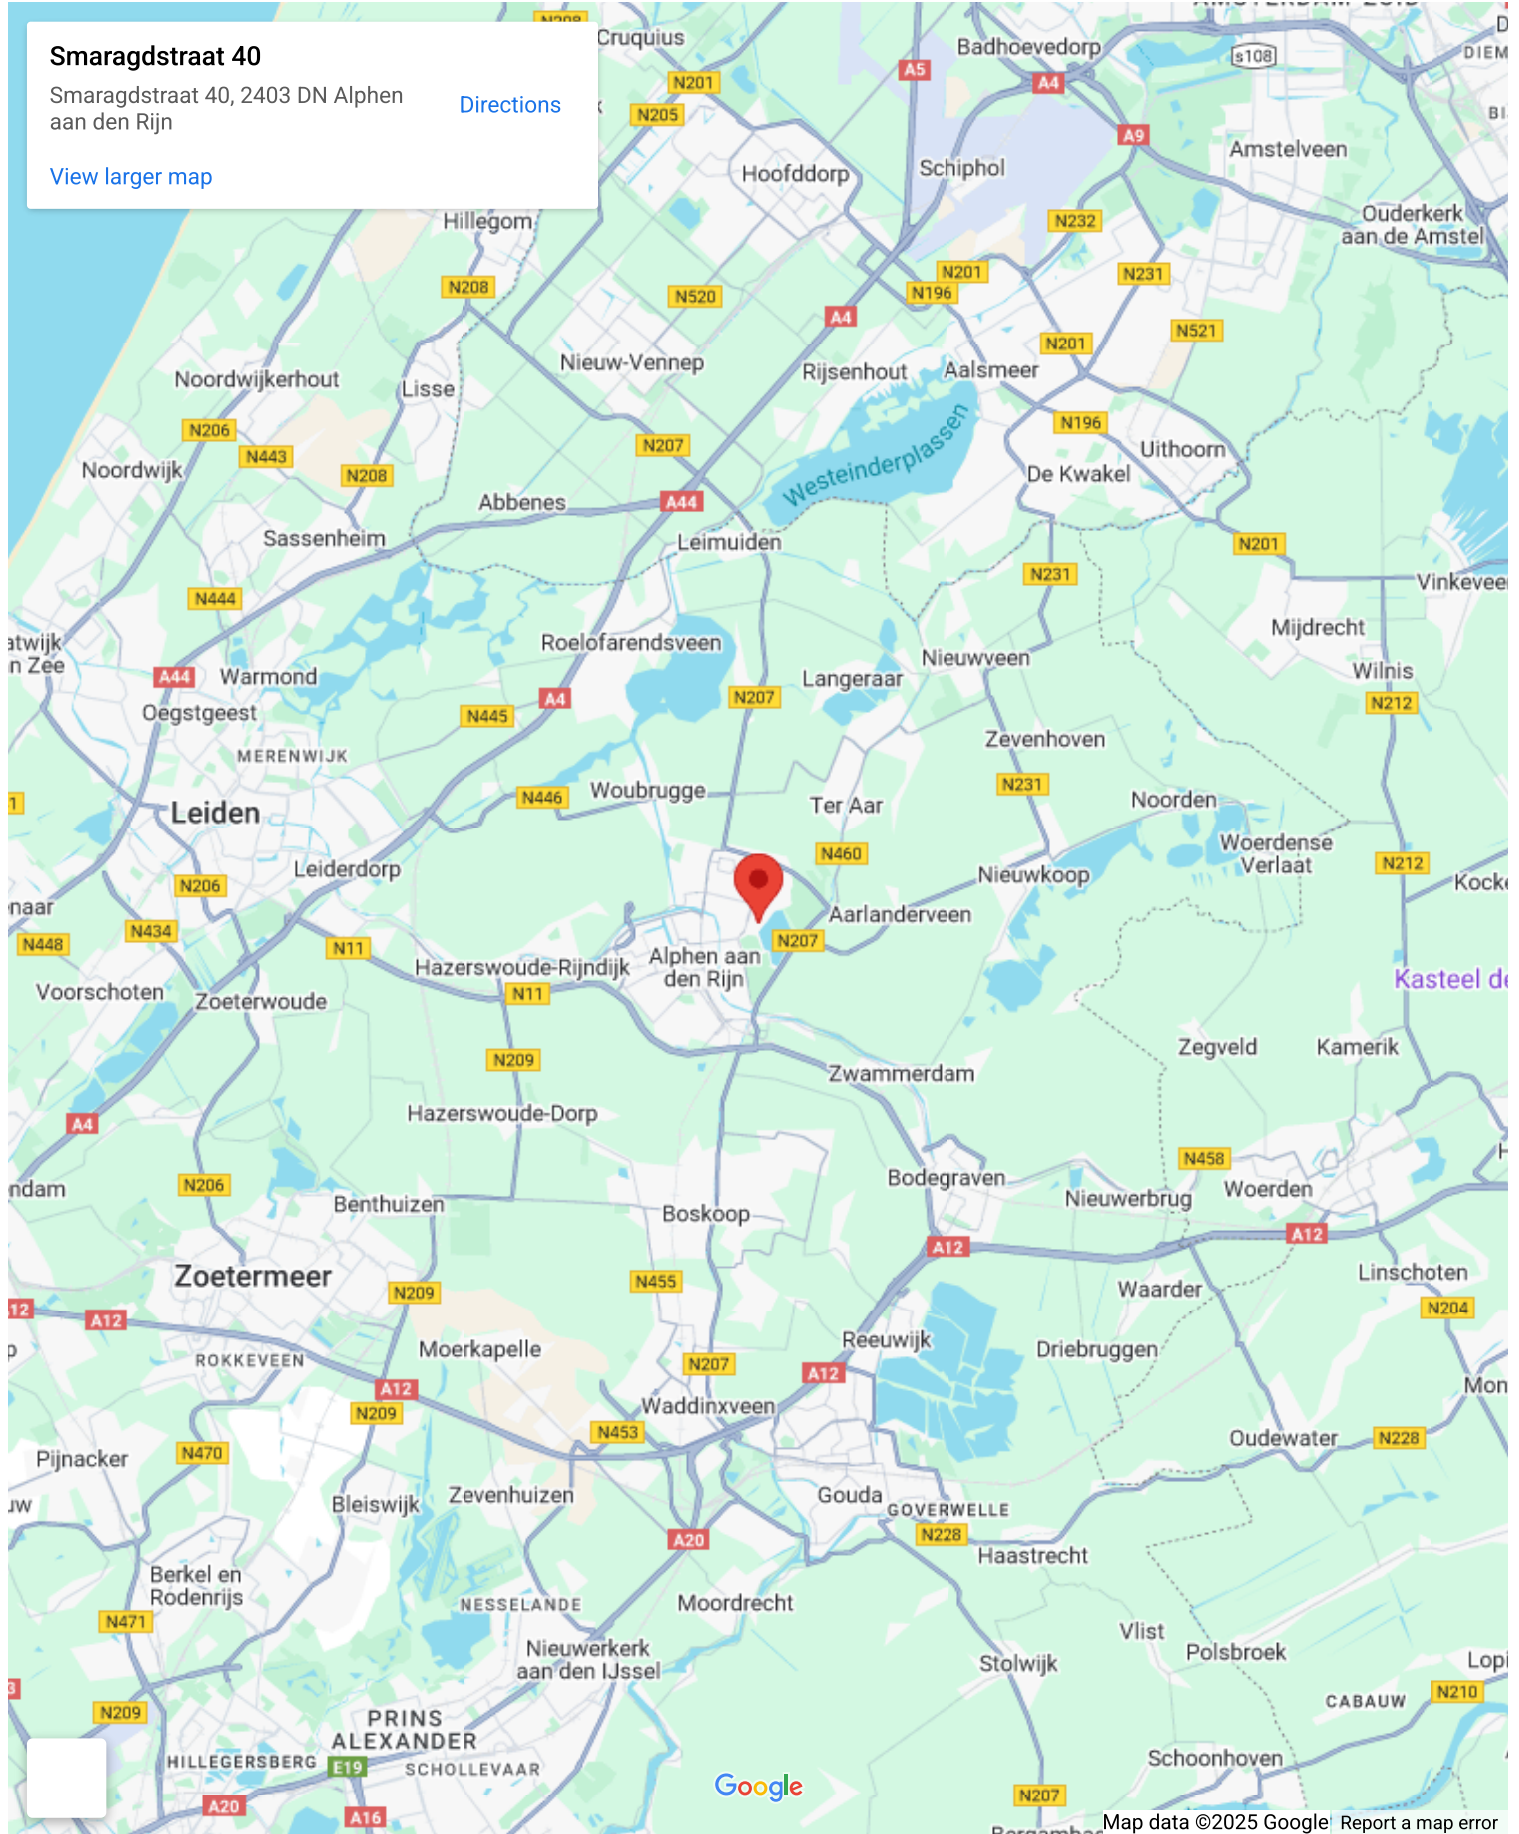 Smaragdstraat 40
Smaragdstraat 40, 2403 DN Alphen
aan den Rijn
Directions
View larger map
N208
Cruquius
N201
N205
A5
Badhoevedorp
A4
s108
A9
Amstelveen
Hoofddorp
Schiphol
Ouderkerk
aan de Amstel
Hillegom
N232
N208
N520
N201
N196
N231
A4
N521
N201
Noordwijkerhout
Lisse
Nieuw-Vennep
Rijsenhout
Aalsmeer
N206
N443
N208
N207
Westeinderplassen
N196
Uithoorn
Noordwijk
De Kwakel
Abbenes
A44
Sassenheim
Leimuiden
N201
N231
N444
Mijdrecht
Roelofarendsveen
Nieuwveen
Wilnis
A44
Warmond
Langeraar
A4
N207
N212
Oegstgeest
N445
Zevenhoven
MERENWIJK
N231
Leiden
N446
Woubrugge
Ter Aar
Noorden
Woerdense
Verlaat
N460
N212
Leiderdorp
Nieuwkoop
N206
Aarlanderveen
N448
N434
N11
N207
Alphen aan
den Rijn
Hazerswoude-Rijndijk
Voorschoten
Zoeterwoude
N11
Kasteel de
N209
Zegveld
Kamerik
Zwammerdam
A4
Hazerswoude-Dorp
N206
Benthuizen
Boskoop
Bodegraven
N458
Nieuwerbrug
Woerden
A12
A12
Zoetermeer
N209
N455
Waarder
Linschoten
N204
A12
ROKKEVEEN
Moerkapelle
N207
Reeuwijk
Driebruggen
A12
A12
N209
Waddinxveen
N453
Pijnacker
N470
Oudewater
N228
Bleiswijk
Zevenhuizen
Gouda
GOVERWELLE
N228
A20
Haastrecht
Berkel en
Rodenrijs
N471
NESSELANDE
Moordrecht
Nieuwerkerk
aan den IJssel
Vlist
Polsbroek
Stolwijk
N209
CABAUW
N210
PRINS
ALEXANDER
HILLEGERSBERG
E19
SCHOLLEVAAR
Schoonhoven
A20
A16
Google
N207
Map data ©2025 Google
Report a map error